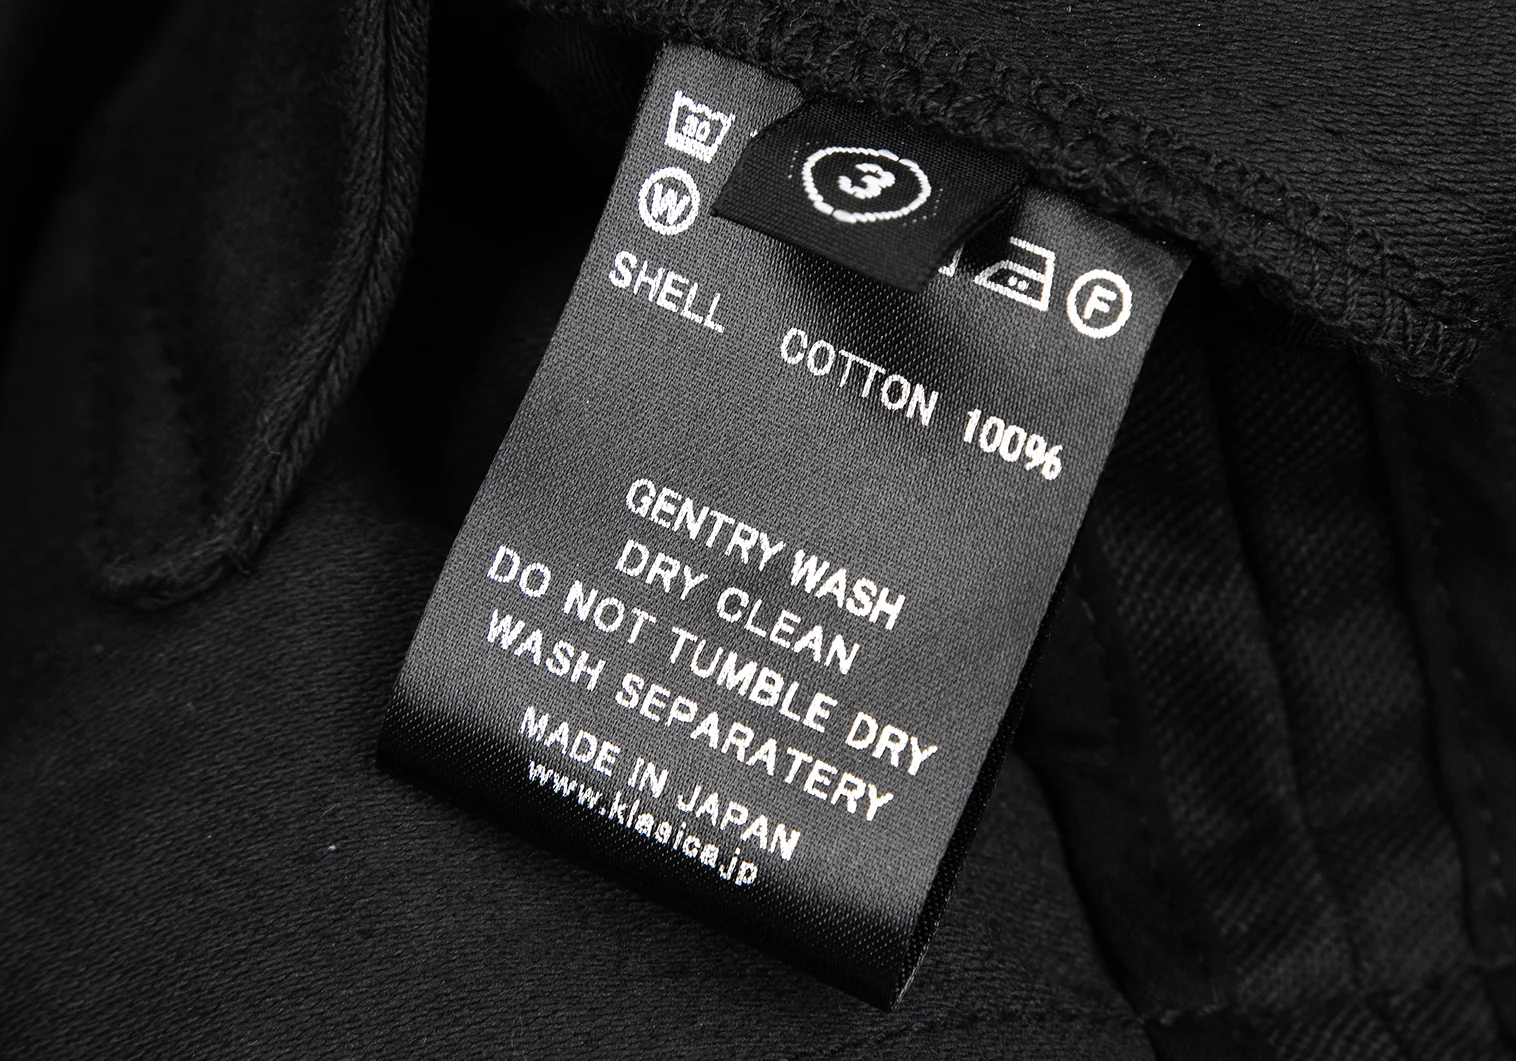 3
W
F
SHELL COTTON 100%
GENTRY WASH
DRY CLEAN
DO NOT TUMBLE DRY
WASH SEPARATERY
MADE IN JAPAN
www.klasica.jp